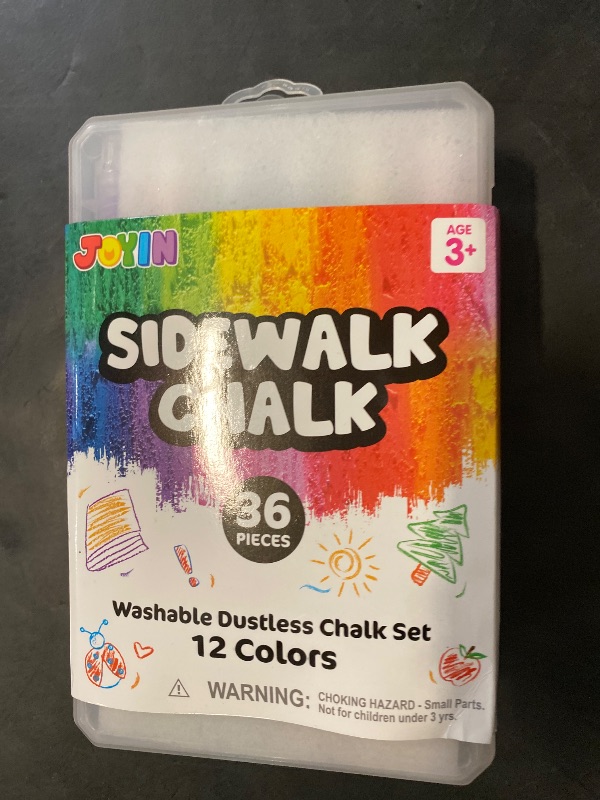 JOYIN
AGE
3+
SIDEWALK
CHALK
36
PIECES
Washable Dustless Chalk Set
12 Colors
WARNING: CHOKING HAZARD - Small Parts.
Not for children under 3 yrs.